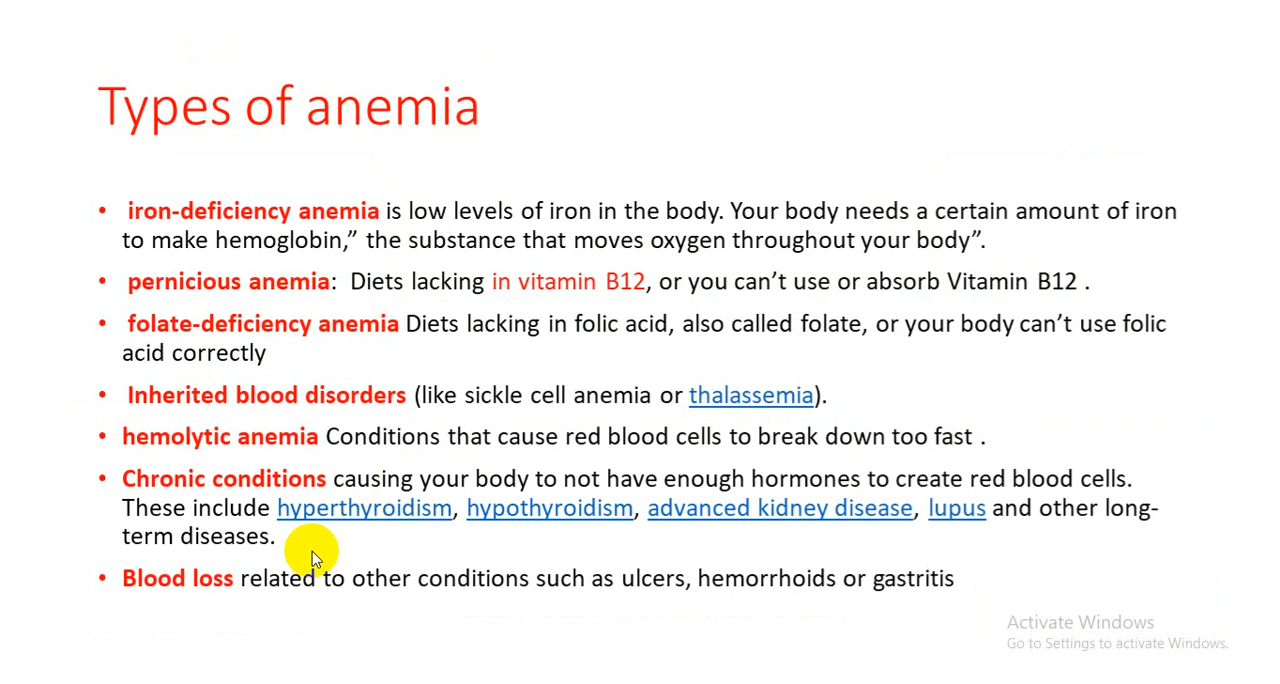 Types of anemia
• iron-deficiency anemia is low levels of iron in the body. Your body needs a certain amount of iron
to make hemoglobin,” the substance that moves oxygen throughout your body”.
• pernicious anemia: Diets lacking in vitamin B12, or you can’t use or absorb Vitamin B12 .
• folate-deficiency anemia Diets lacking in folic acid, also called folate, or your body can’t use folic
acid correctly
• Inherited blood disorders (like sickle cell anemia or thalassemia).
• hemolytic anemia Conditions that cause red blood cells to break down too fast .
• Chronic conditions causing your body to not have enough hormones to create red blood cells.
These include hyperthyroidism, hypothyroidism, advanced kidney disease, lupus and other long-
term diseases.
• Blood loss related to other conditions such as ulcers, hemorrhoids or gastritis
Activate Windows
Go to Settings to activate Windows.